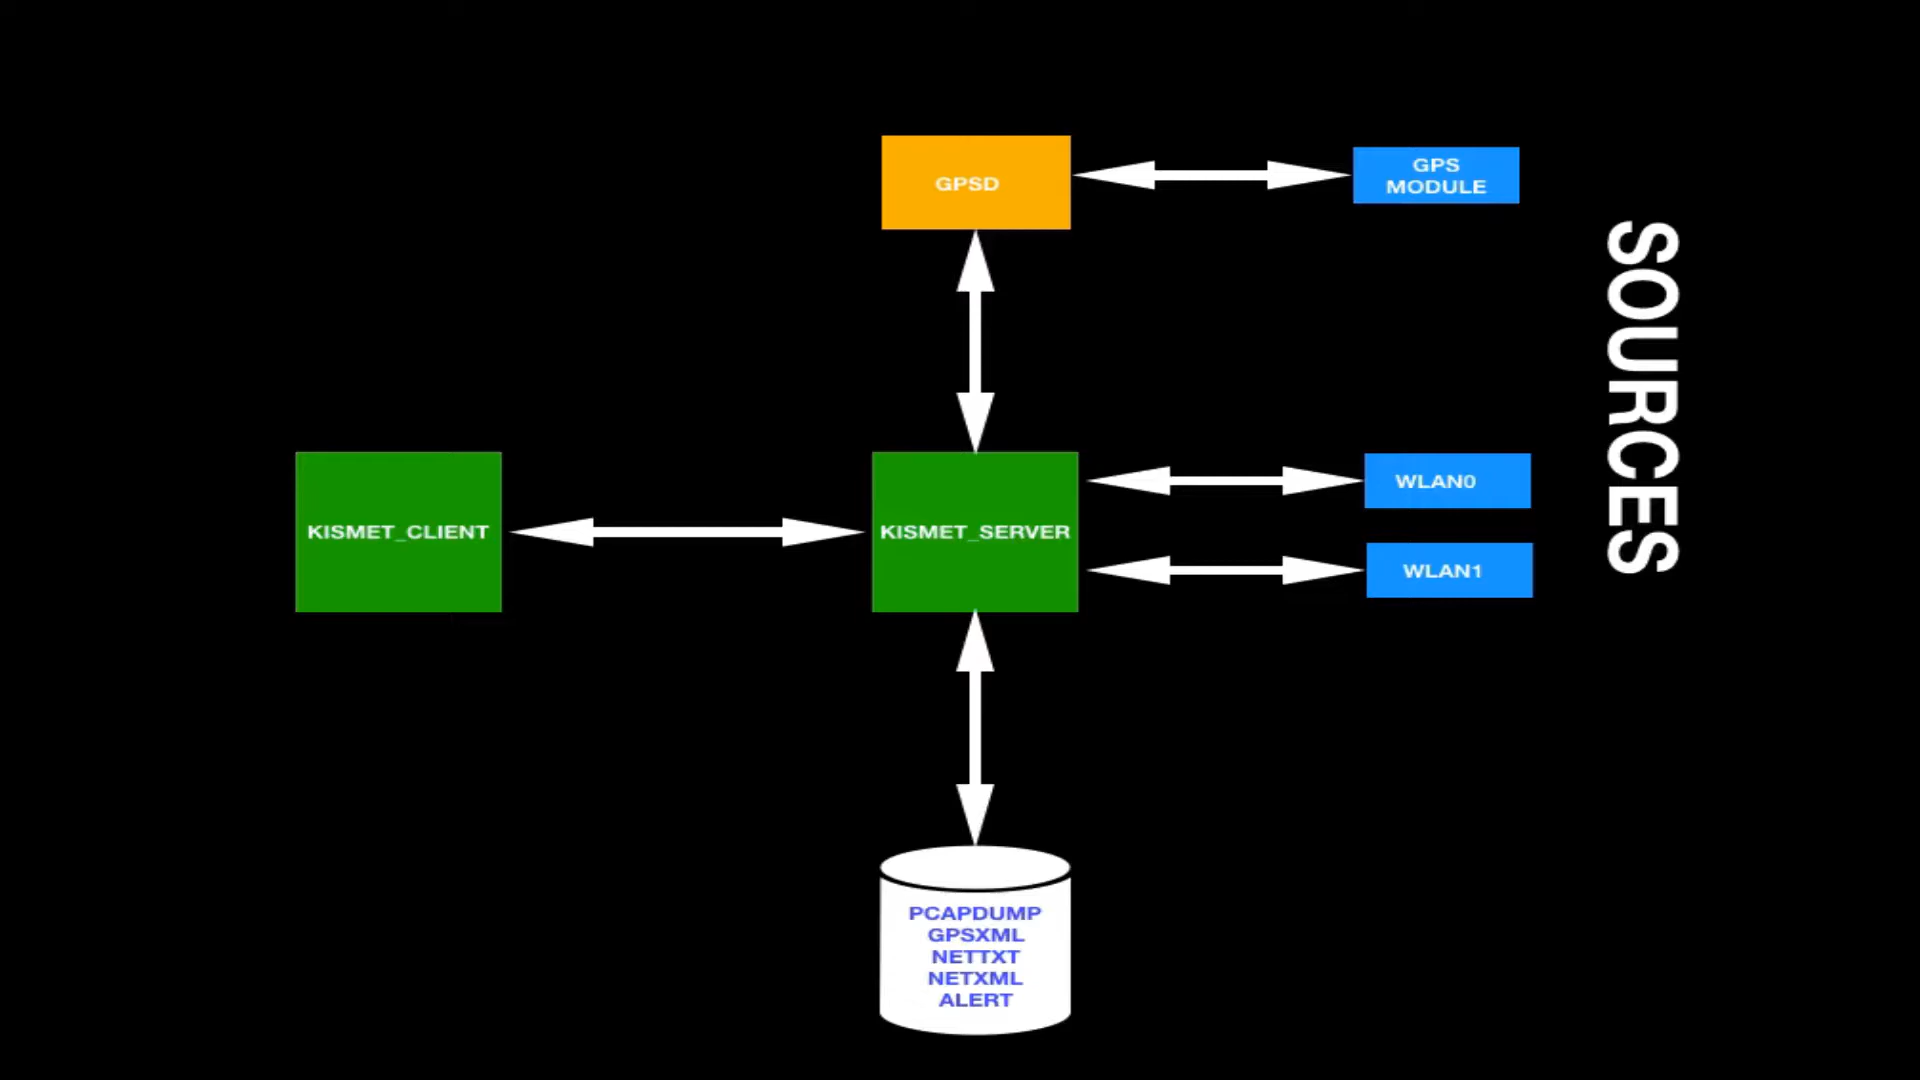 GPSD
GPS
MODULE
SOURCES
KISMET_CLIENT
KISMET_SERVER
WLAN0
WLAN1
PCAPDUMP
GPSXML
NETTXT
NETXML
ALERT